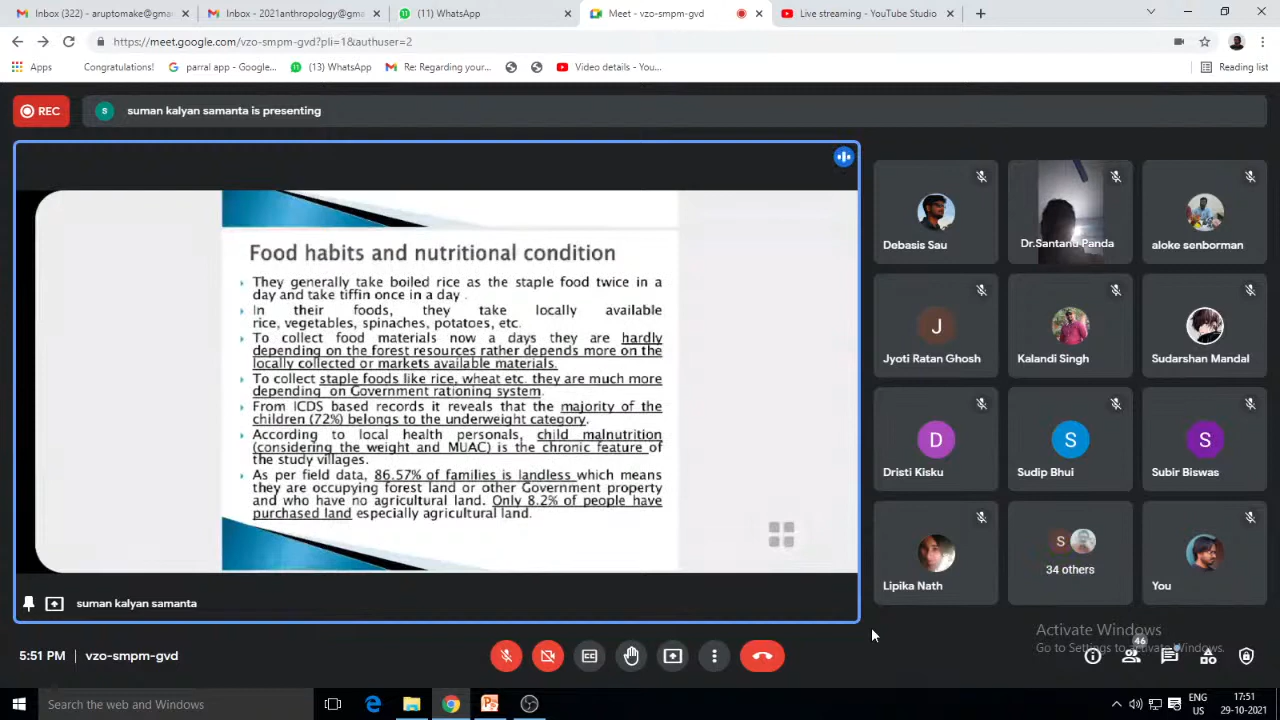 Inbox (322) - aruptomake@gma
Inbox - 2021anthropology@gma
(11) WhatsApp
Meet - vzo-smpm-gvd
Live streaming - YouTube Studio
https://meet.google.com/vzo-smpm-gvd?pli=1&authuser=2
Apps
Congratulations!
parral app - Google...
(13) WhatsApp
Re: Regarding your...
Video details - You...
Reading list
REC
S
suman kalyan samanta is presenting
Food habits and nutritional condition
They generally take boiled rice as the staple food twice in a
day and take tiffin once in a day .
In their foods, they take locally available
rice, vegetables, spinaches, potatoes, etc.
To collect food materials now a days they are hardly
depending on the forest resources rather depends more on the
locally collected or markets available materials.
To collect staple foods like rice, wheat etc. they are much more
depending on Government rationing system.
From ICDS based records it reveals that the majority of the
children (72%) belongs to the underweight category.
According to local health personals, child malnutrition
(considering the weight and MUAC) is the chronic feature of
the study villages.
As per field data, 86.57% of families is landless which means
they are occupying forest land or other Government property
and who have no agricultural land. Only 8.2% of people have
purchased land especially agricultural land.
suman kalyan samanta
Debasis Sau
Dr.Santanu Panda
aloke senborman
J
Jyoti Ratan Ghosh
Kalandi Singh
Sudarshan Mandal
D
Dristi Kisku
S
Sudip Bhui
S
Subir Biswas
Lipika Nath
S
34 others
You
Activate Windows
Go to Settings to activate Windows.
5:51 PM
vzo-smpm-gvd
46
Search the web and Windows
ENG
US
17:51
29-10-2021